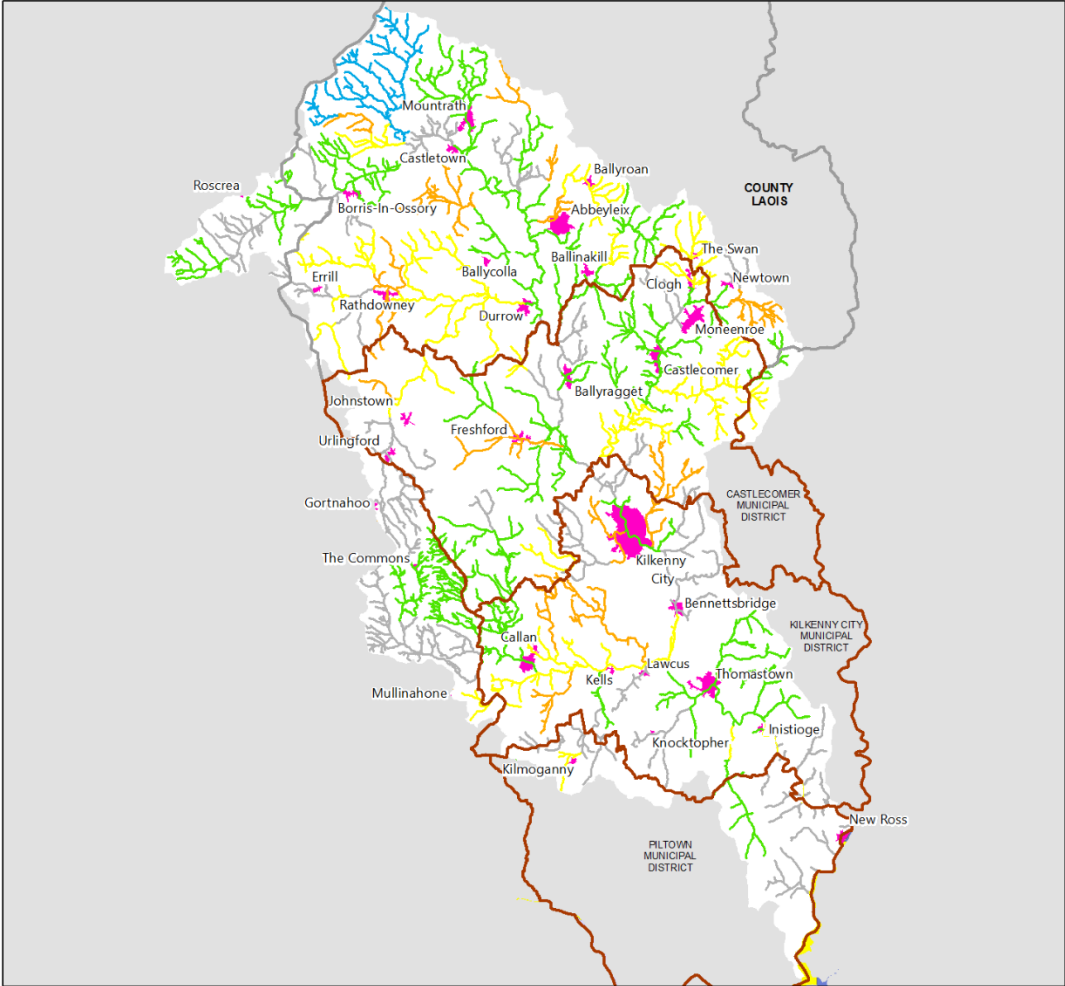 Mountrath
Castletown
Ballyroan
Roscrea
COUNTY
LAOIS
Borris-In-Ossory
Abbeyleix
The Swan
Errill
Ballycolla
Ballinakill
Clogh
Newtown
Rathdowney
Durrow
Moneenroe
Castlecomer
Ballyragget
Johnstown
Freshford
Urlingford
CASTLECOMER
MUNICIPAL
DISTRICT
Gortnahoo
The Commons
Kilkenny
City
Bennettsbridge
KILKENNY CITY
MUNICIPAL
DISTRICT
Callan
Lawcus
Kells
Thomastown
Mullinahone
Inistioge
Knocktopher
Kilmoganny
New Ross
PILTOWN
MUNICIPAL
DISTRICT